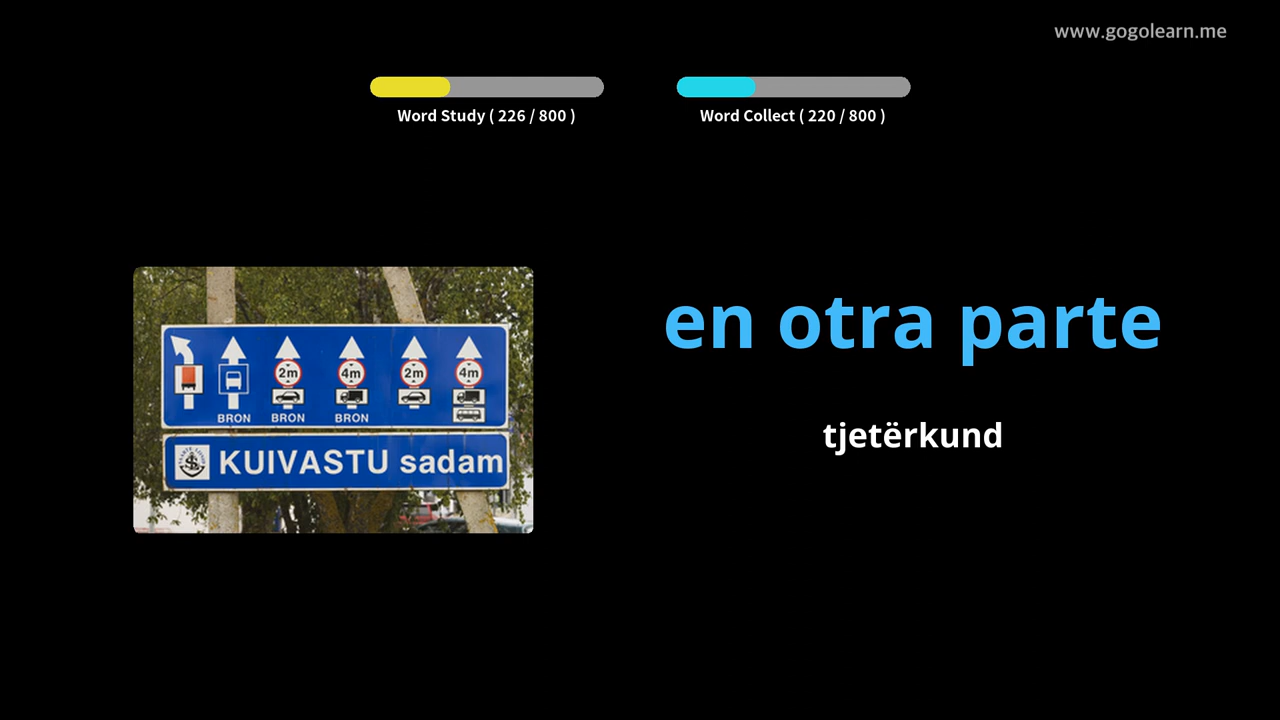 www.gogolearn.me
Word Study ( 226 / 800 )
Word Collect ( 220 / 800 )
2m 4m 2m 4m
BRON BRON BRON
KUIVASTU sadam
en otra parte
tjetërkund